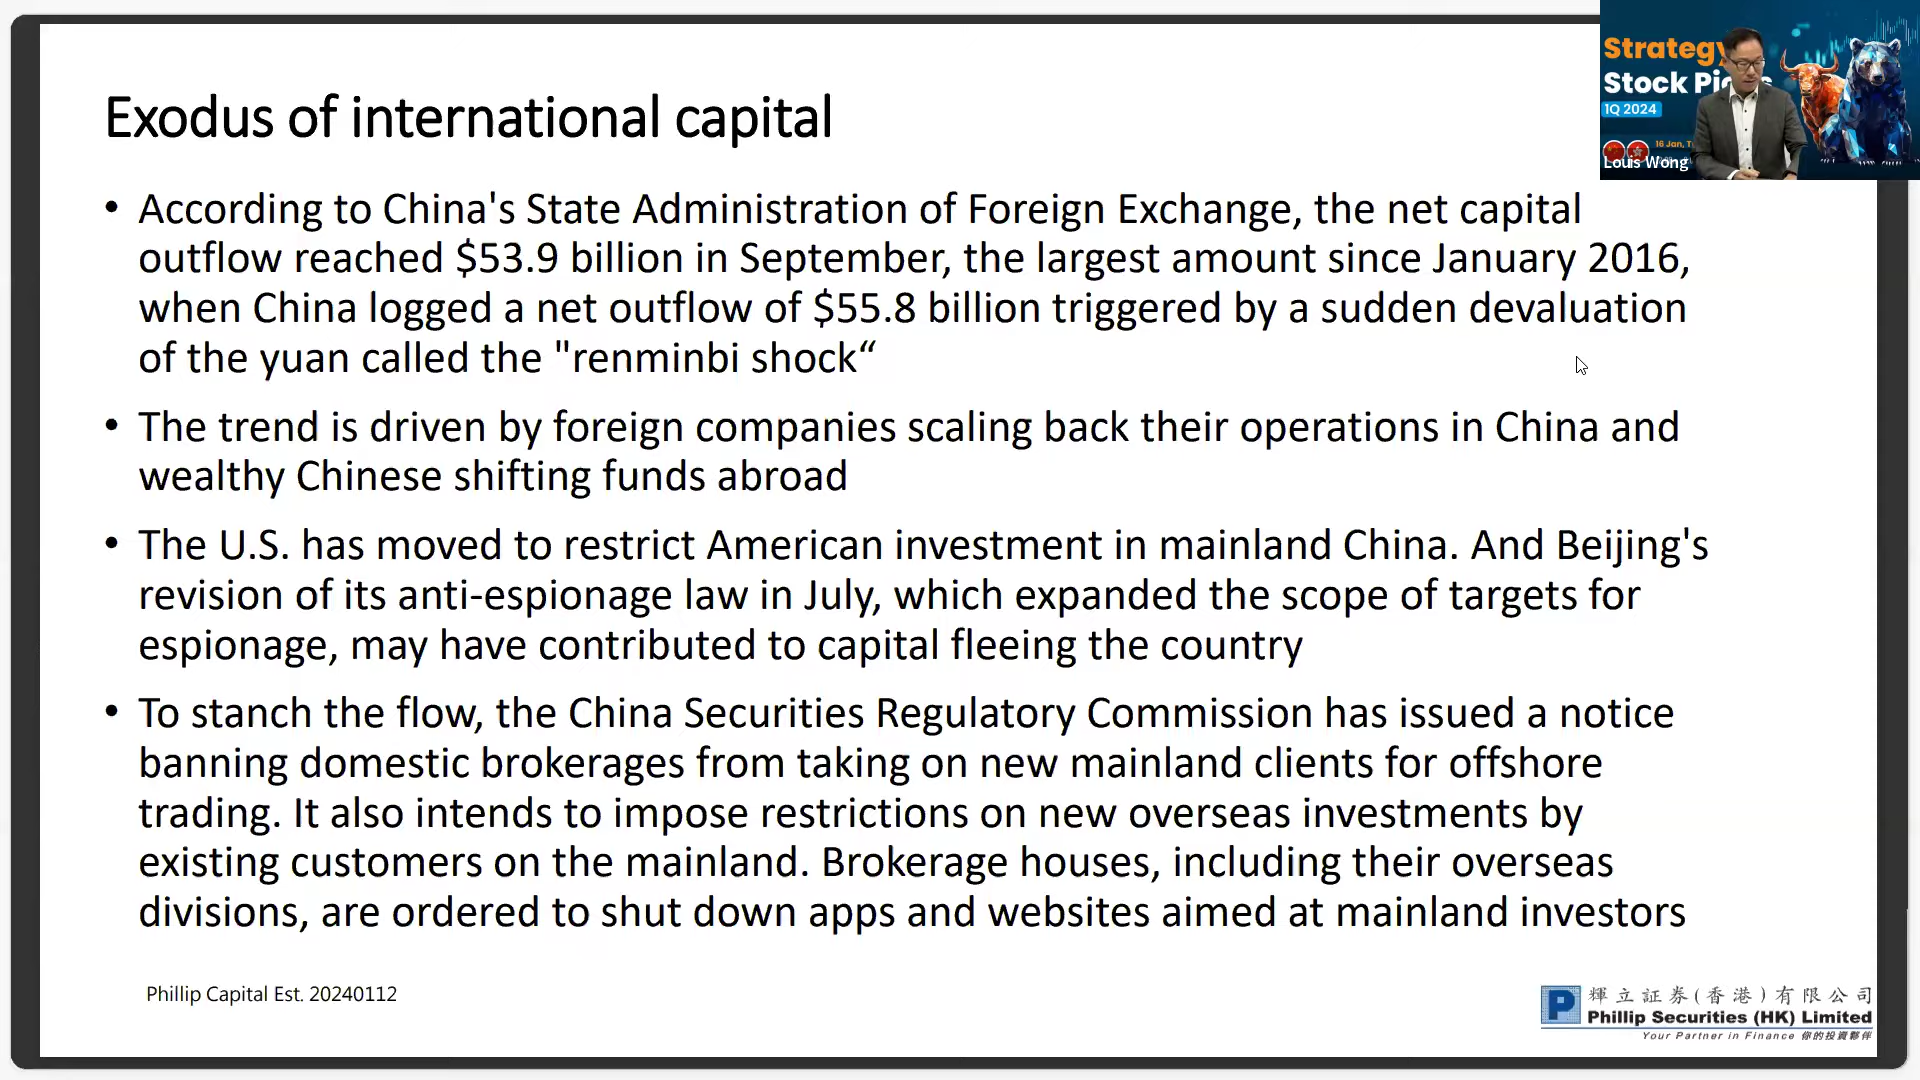 Exodus of international capital
• According to China's State Administration of Foreign Exchange, the net capital
outflow reached $53.9 billion in September, the largest amount since January 2016,
when China logged a net outflow of $55.8 billion triggered by a sudden devaluation
of the yuan called the "renminbi shock“
• The trend is driven by foreign companies scaling back their operations in China and
wealthy Chinese shifting funds abroad
• The U.S. has moved to restrict American investment in mainland China. And Beijing's
revision of its anti-espionage law in July, which expanded the scope of targets for
espionage, may have contributed to capital fleeing the country
• To stanch the flow, the China Securities Regulatory Commission has issued a notice
banning domestic brokerages from taking on new mainland clients for offshore
trading. It also intends to impose restrictions on new overseas investments by
existing customers on the mainland. Brokerage houses, including their overseas
divisions, are ordered to shut down apps and websites aimed at mainland investors
Phillip Capital Est. 20240112
輝立証券(香港)有限公司
Phillip Securities (HK) Limited
Your Partner in Finance 你的投資夥伴
Strategy
Stock Pi
1Q 2024
16 Jan, T
Louis Wong